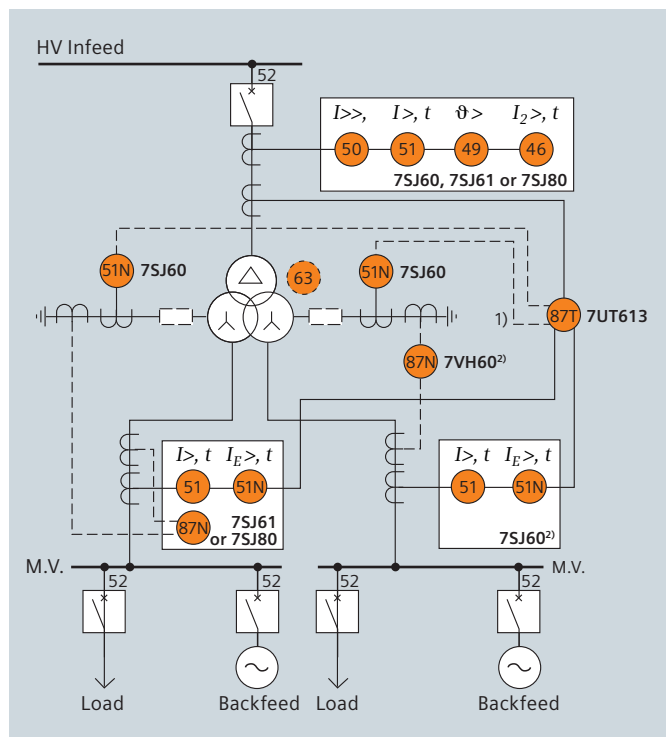 HV Infeed
52
I>>, I>, t ϑ> I2>, t
50 51 49 46
7SJ60, 7SJ61 or 7SJ80
51N 7SJ60
63
51N 7SJ60
1) 87T 7UT613
87N 7VH60²⁾
I>, t IE>, t
51 51N
87N 7SJ61
or 7SJ80
I>, t IE>, t
51 51N
7SJ60²⁾
M.V. M.V.
52 52 52 52
Load Backfeed Load Backfeed